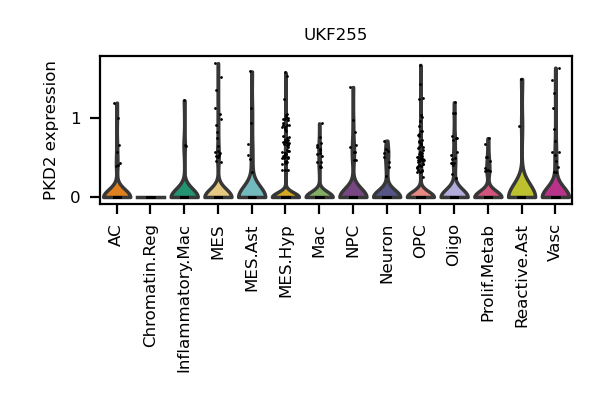 UKF255
PKD2 expression
1
0
AC
Chromatin.Reg
Inflammatory.Mac
MES
MES.Ast
MES.Hyp
Mac
NPC
Neuron
OPC
Oligo
Prolif.Metab
Reactive.Ast
Vasc